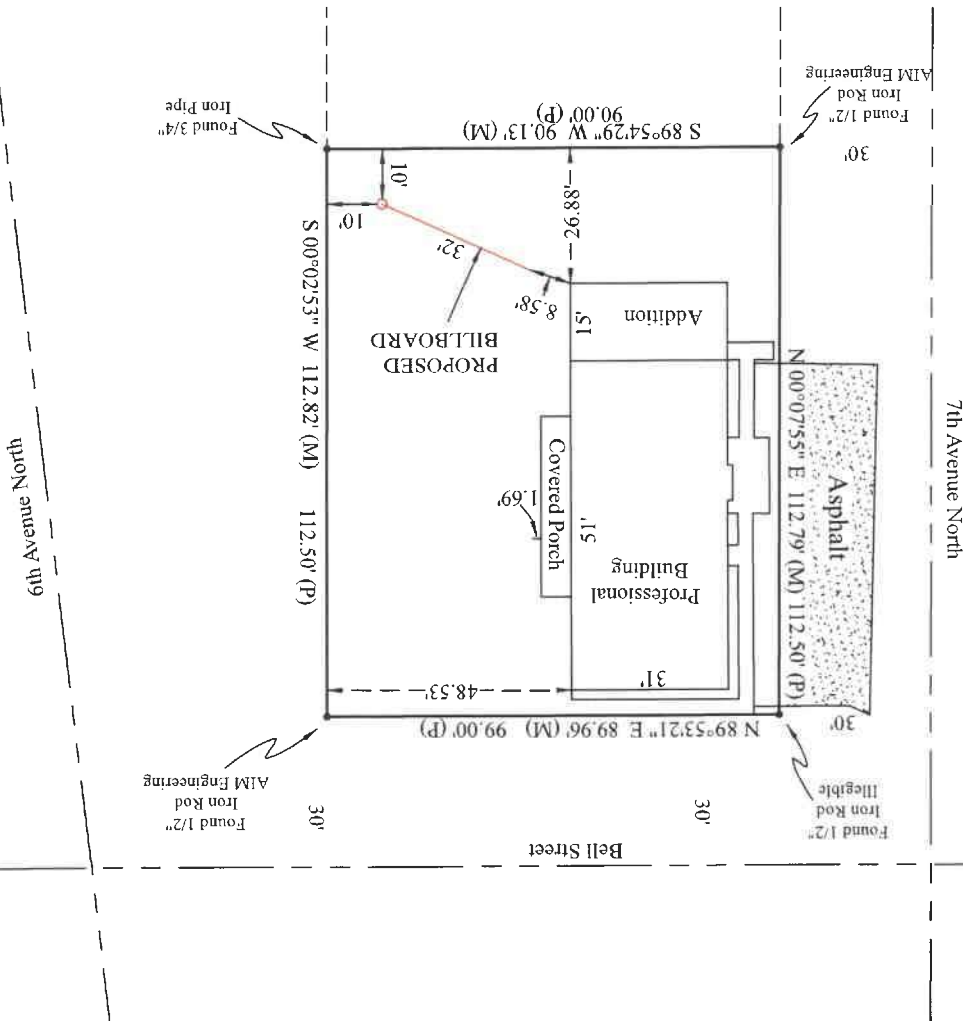 Bell Street
30'
30'
Found 1/2"
Iron Rod
Illegible
Found 1/2"
Iron Rod
AIM Engineering
N 89°53'21" E 89.96' (M) 99.00' (P)
30'
31'
48.53'
Professional
Building
51'
Covered Porch
1.69'
Asphalt
7th Avenue North
N 00°07'55" E 112.79' (M) 112.50' (P)
S 00°02'53" W 112.82' (M) 112.50' (P)
6th Avenue North
Addition
15'
PROPOSED
BILLBOARD
8.58'
32'
26.88'
10'
10'
S 89°54'29" W 90.13' (M)
90.00' (P)
30'
Found 1/2"
Iron Rod
AIM Engineering
Found 3/4"
Iron Pipe